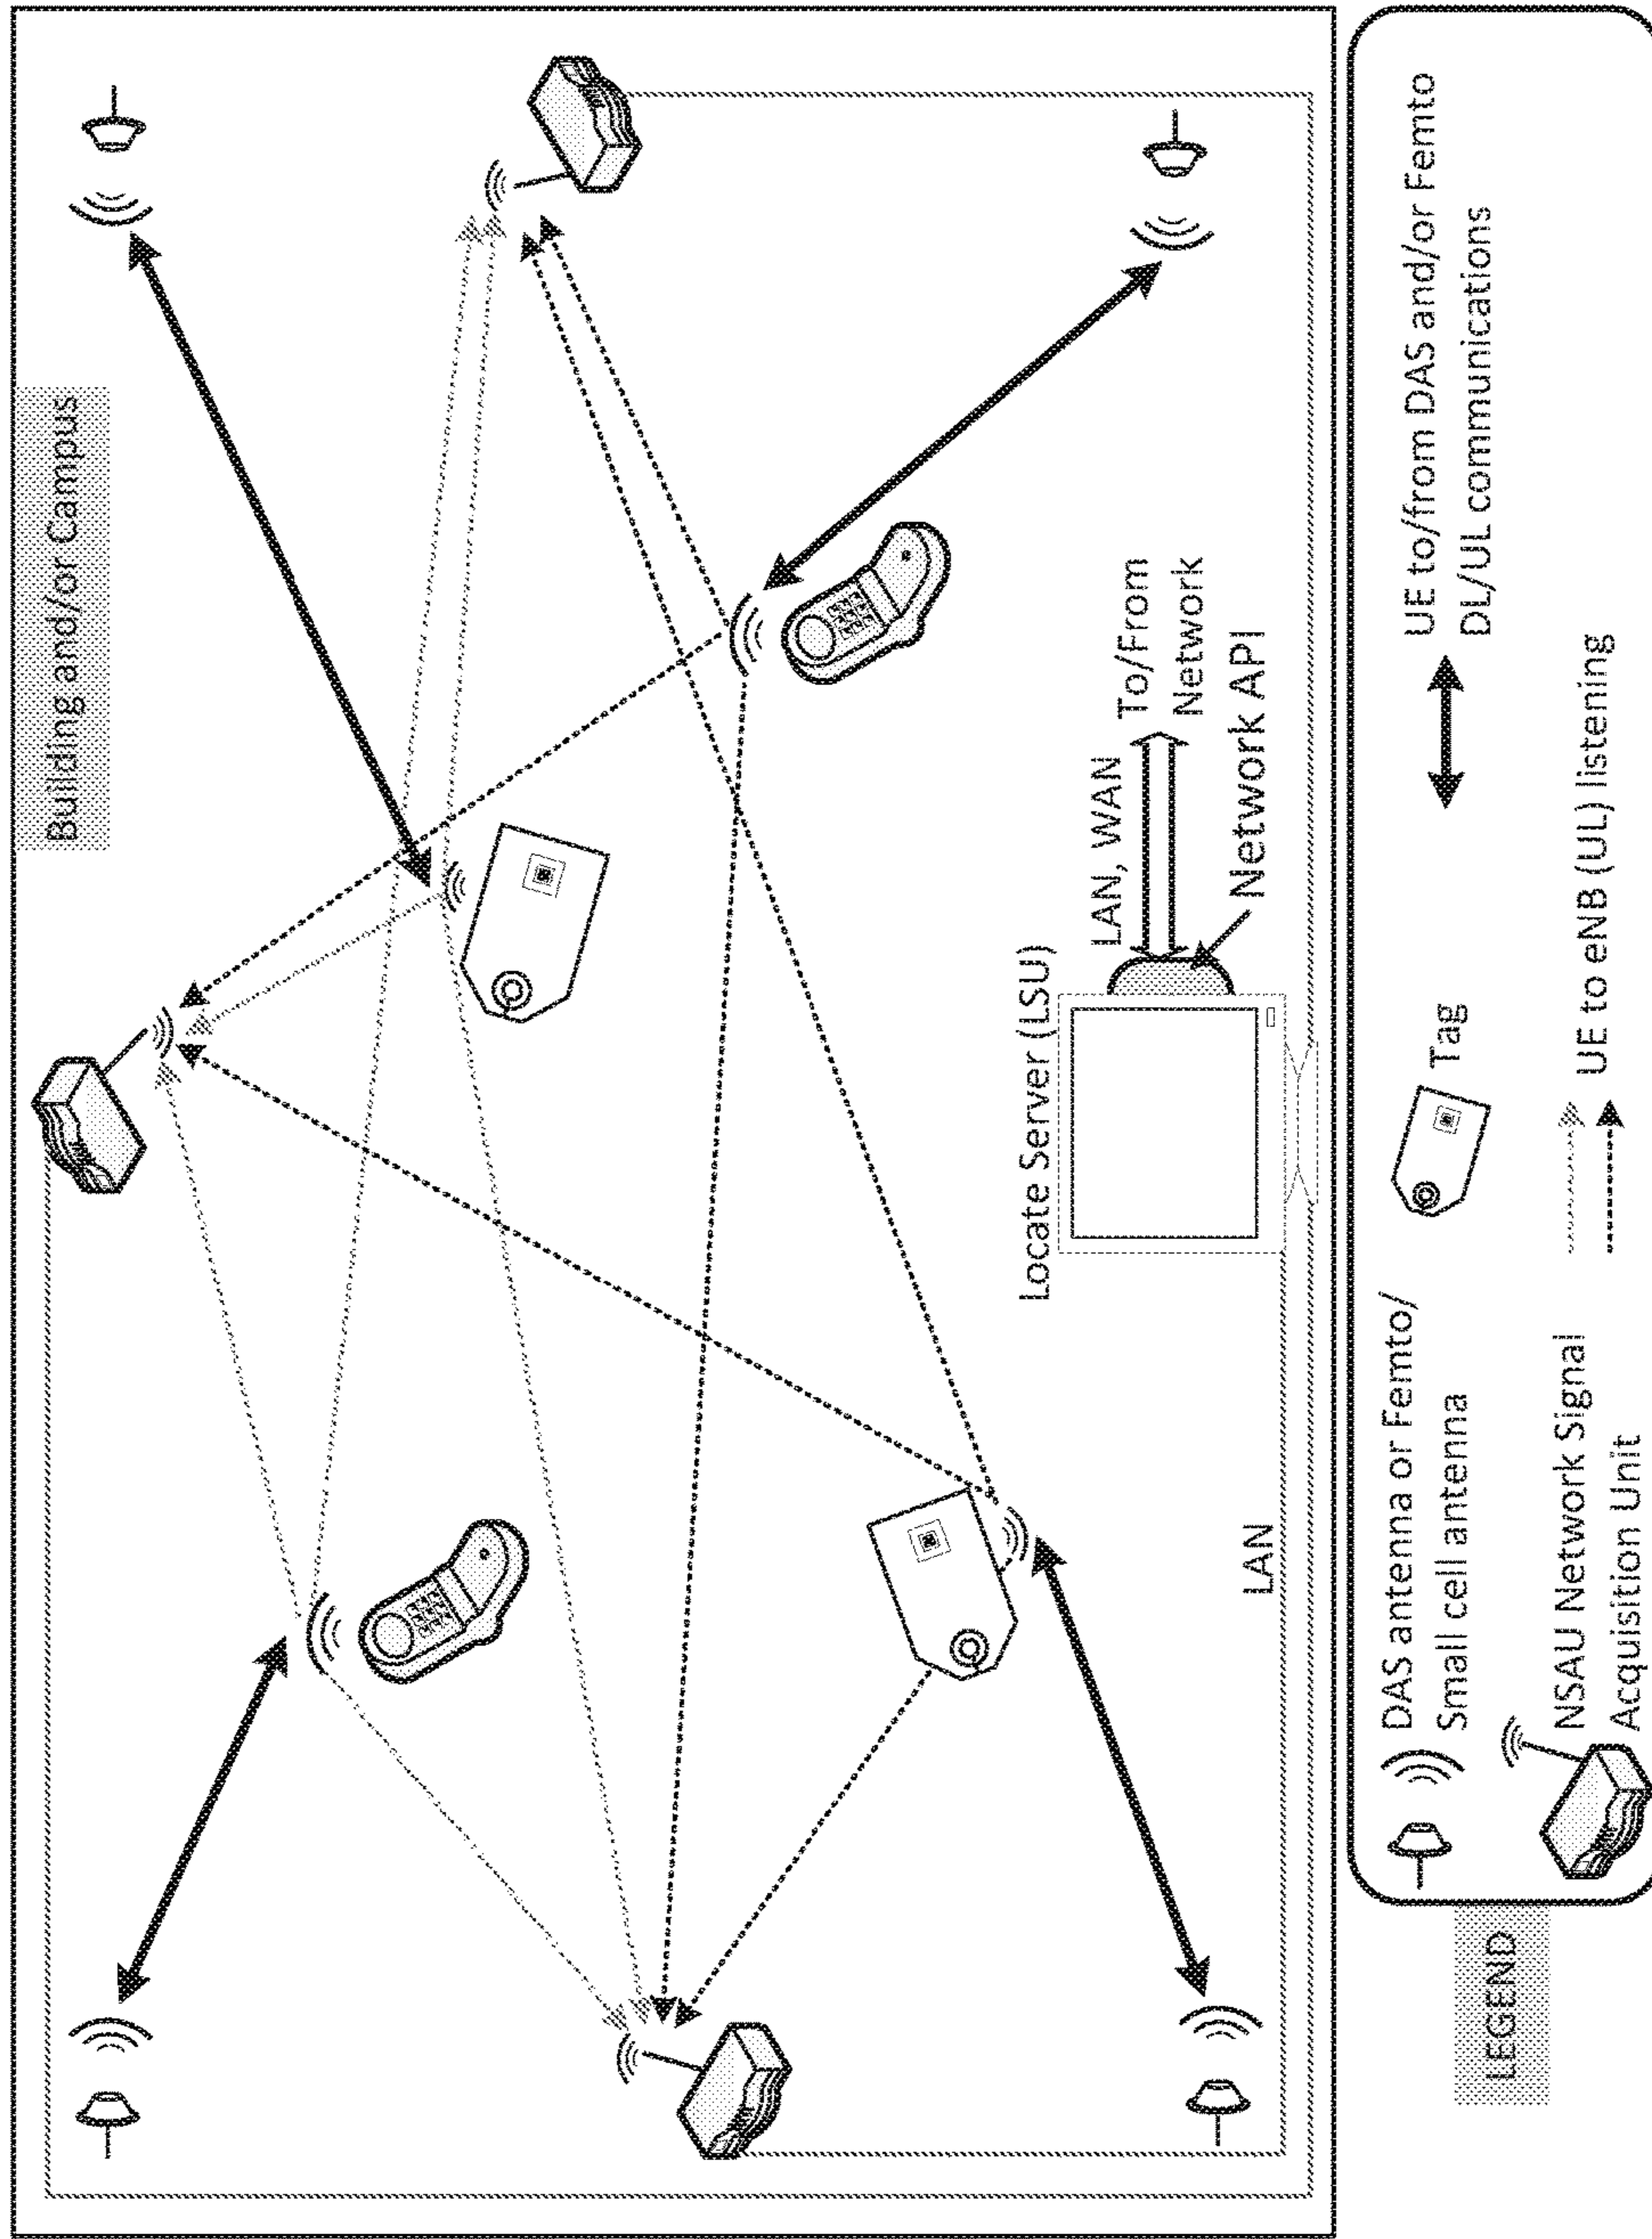 Building and/or Campus
Locate Server (LSU)
LAN, WAN
To/From
Network
Network API
LAN
LEGEND
DAS antenna or Femto/
Small cell antenna
Tag
UE to/from DAS and/or Femto
DL/UL communications
NSAU Network Signal
Acquisition Unit
UE to eNB (UL) listening